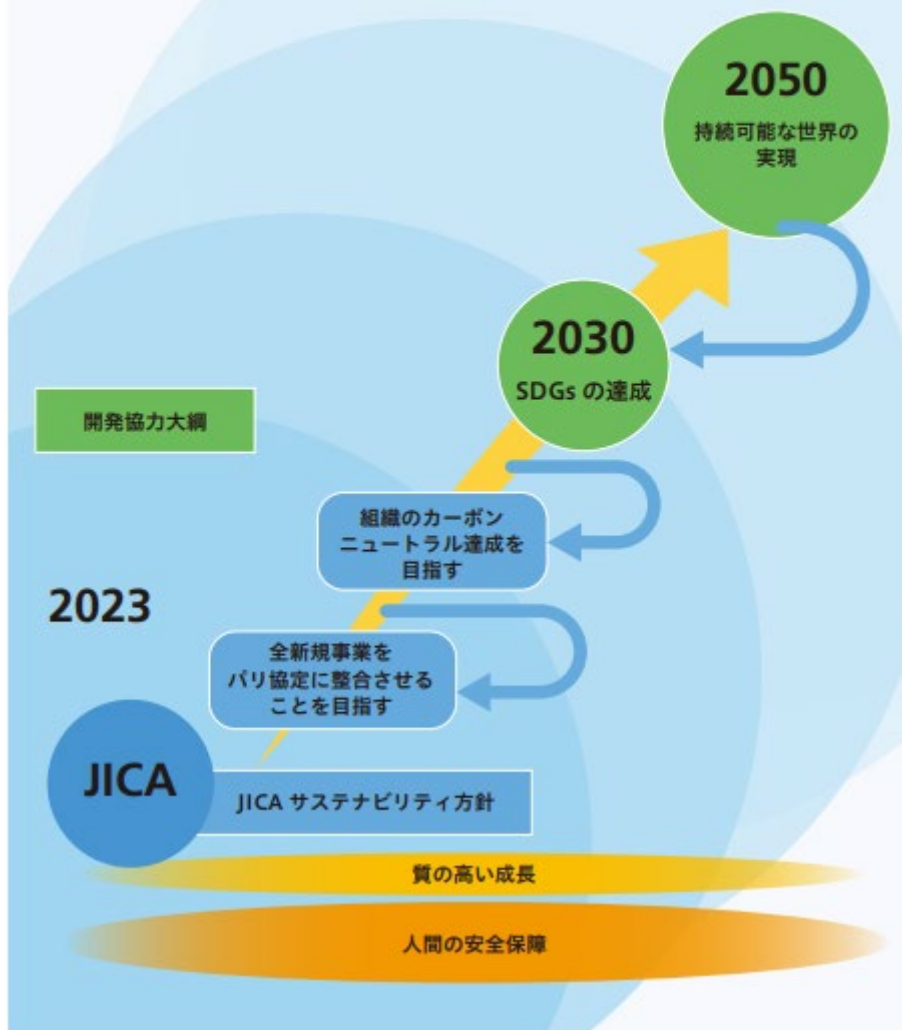 2050
持続可能な世界の
実現
2030
SDGs の達成
開発協力大綱
組織のカーボン
ニュートラル達成を
目指す
2023
全新規事業を
パリ協定に整合させる
ことを目指す
JICA
JICA サステナビリティ方針
質の高い成長
人間の安全保障